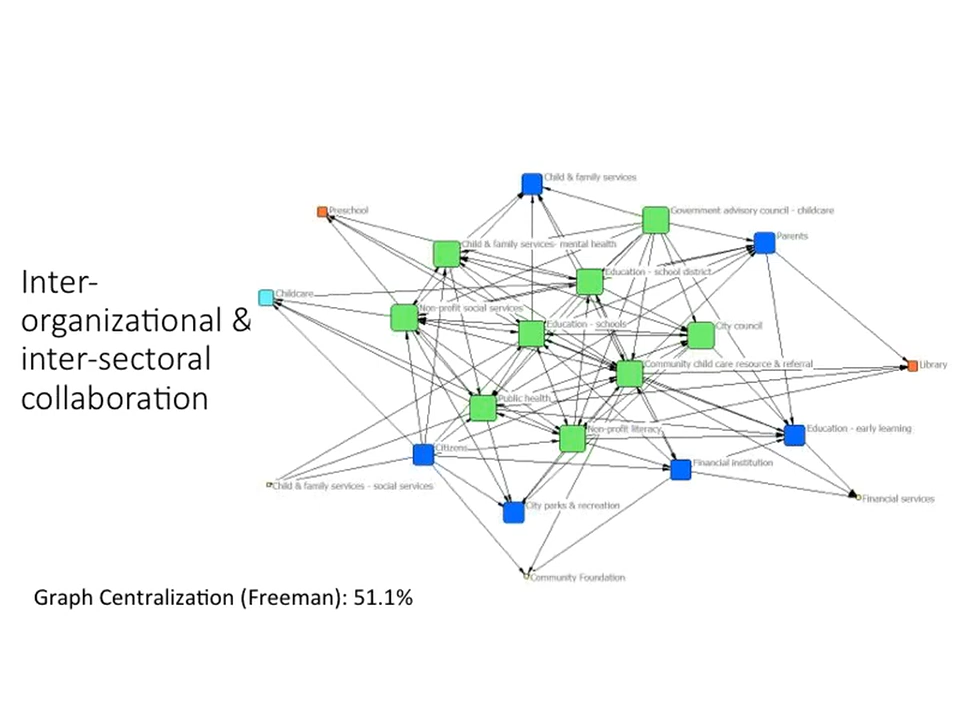 Child & family services
Preschool
Government advisory council - childcare
Parents
Child & family services- mental health
Education - school district
Inter-
organizational &
inter-sectoral
collaboration
Childcare
Non-profit social services
Education - schools
City council
Community child care resource & referral
Library
Public health
Non-profit literacy
Education - early learning
Citizens
Financial institution
Child & family services - social services
Financial services
City parks & recreation
Community Foundation
Graph Centralization (Freeman): 51.1%